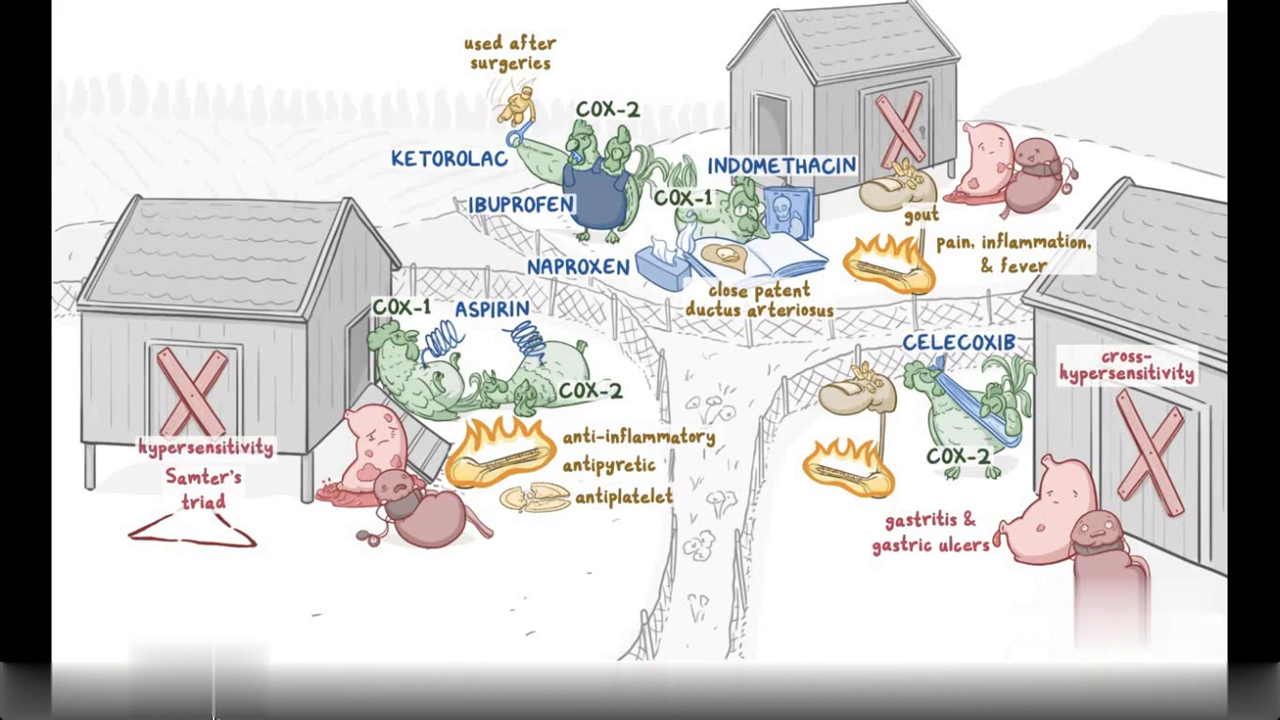 used after
surgeries
COX-2
KETOROLAC
INDOMETHACIN
IBUPROFEN
COX-1
gout
NAPROXEN
pain, inflammation,
& fever
close patent
ductus arteriosus
COX-1
ASPIRIN
COX-2
hypersensitivity
Samter's
triad
anti-inflammatory
antipyretic
antiplatelet
CELECOXIB
cross-
hypersensitivity
COX-2
gastritis &
gastric ulcers